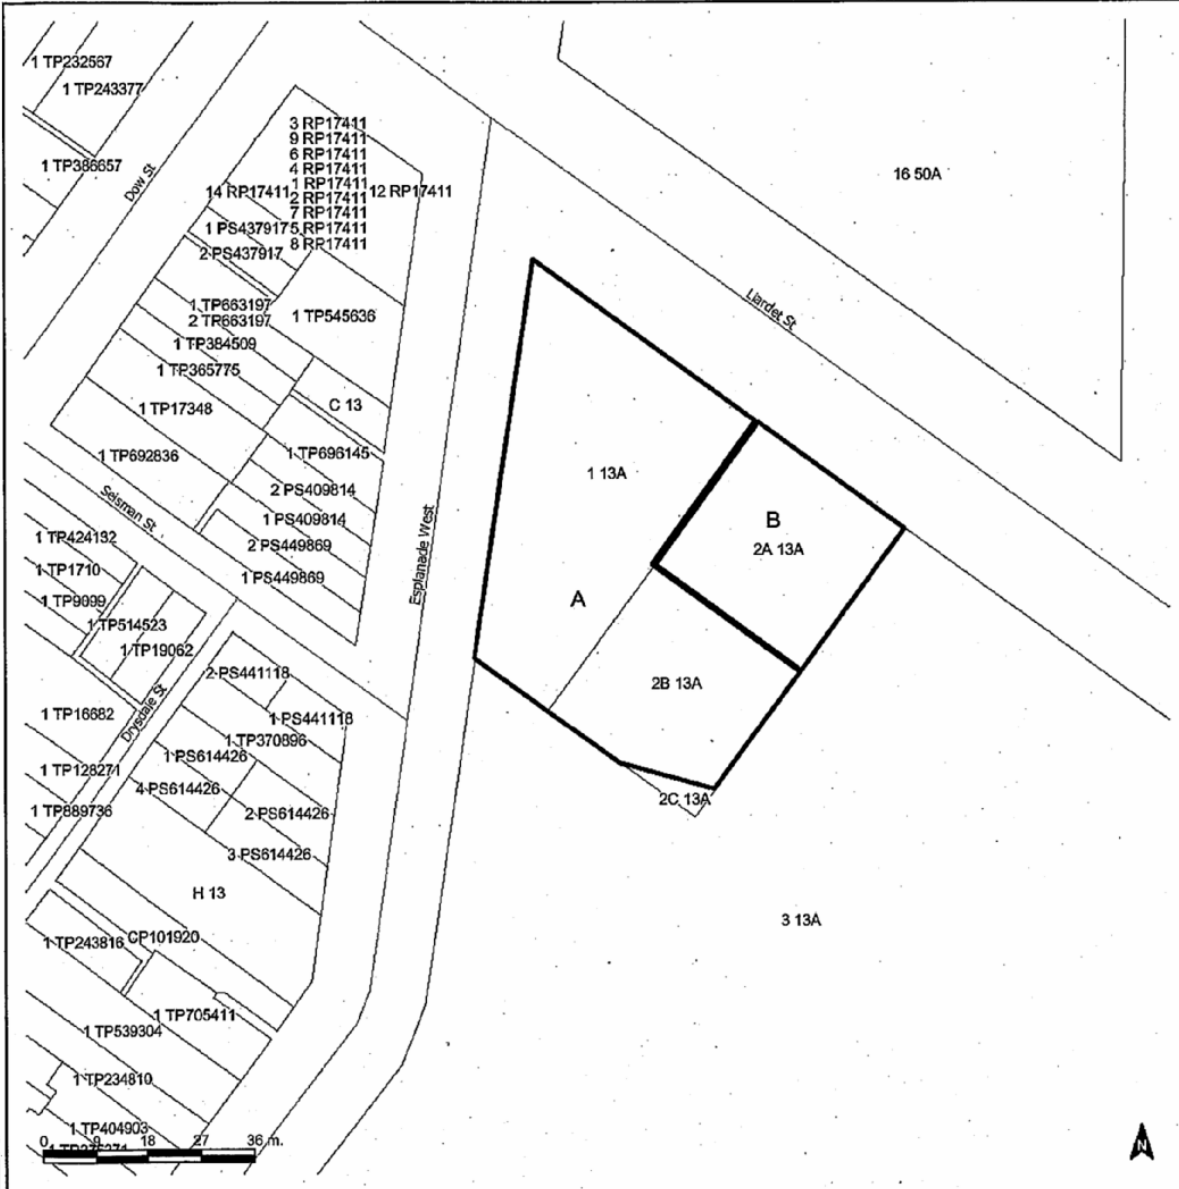 1 TP232567
1 TP243377
1 TP386657
Dow St
3 RP17411
9 RP17411
6 RP17411
4 RP17411
14 RP17411
1 RP17411
12 RP17411
2 RP17411
7 RP17411
1 PS437917
5 RP17411
8 RP17411
2 PS437917
16 50A
1 TP663197
2 TP663197
1 TP545636
Liardet St
1 TP384509
1 TP365775
1 TP17348
C 13
1 TP692836
1 TP696145
1 13A
2 PS409814
Seisman St
1 PS409814
B
2A 13A
1 TP424132
2 PS449869
Esplanade West
1 TP1710
1 PS449869
1 TP9099
A
1 TP514523
1 TP19062
2 PS441118
2B 13A
1 TP16682
Drysdale St
1 PS441118
1 TP370896
1 PS614426
1 TP128271
4 PS614426
2C 13A
1 TP889736
2 PS614426
3 PS614426
H 13
3 13A
1 TP243816
CP101920
1 TP705411
1 TP539304
1 TP234810
1 TP404903
0 9 18 27 36 m.
N